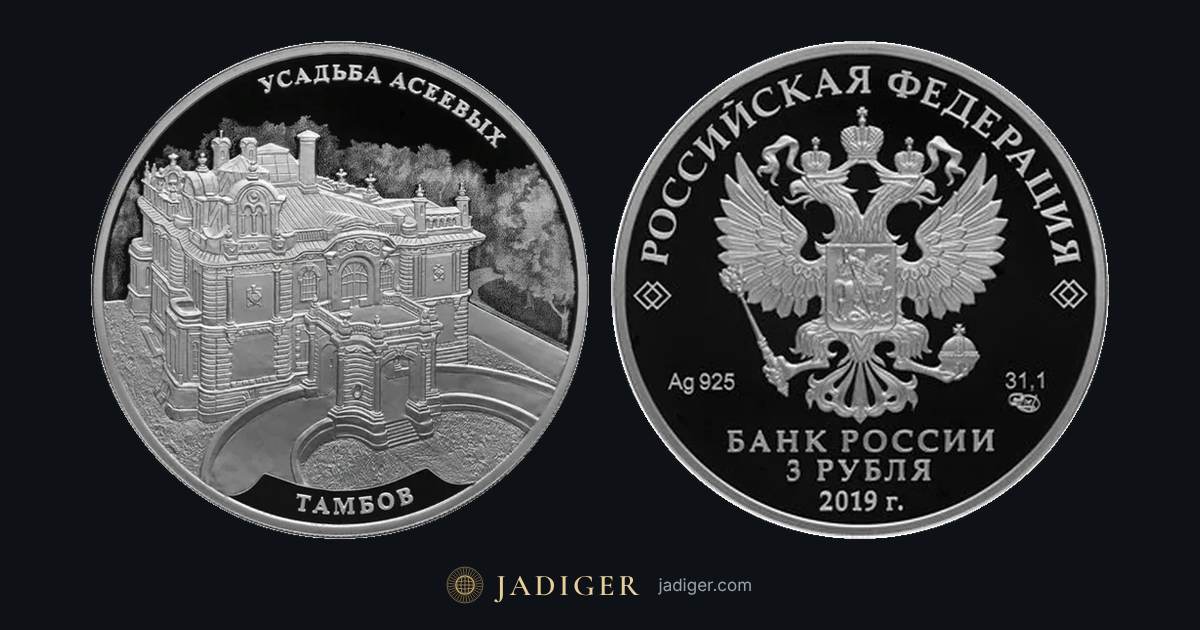 УСАДЬБА АСЕЕВЫХ
ТАМБОВ
РОССИЙСКАЯ ФЕДЕРАЦИЯ
Ag 925
31,1
БАНК РОССИИ
3 РУБЛЯ
2019 г.
JADIGER
jadiger.com